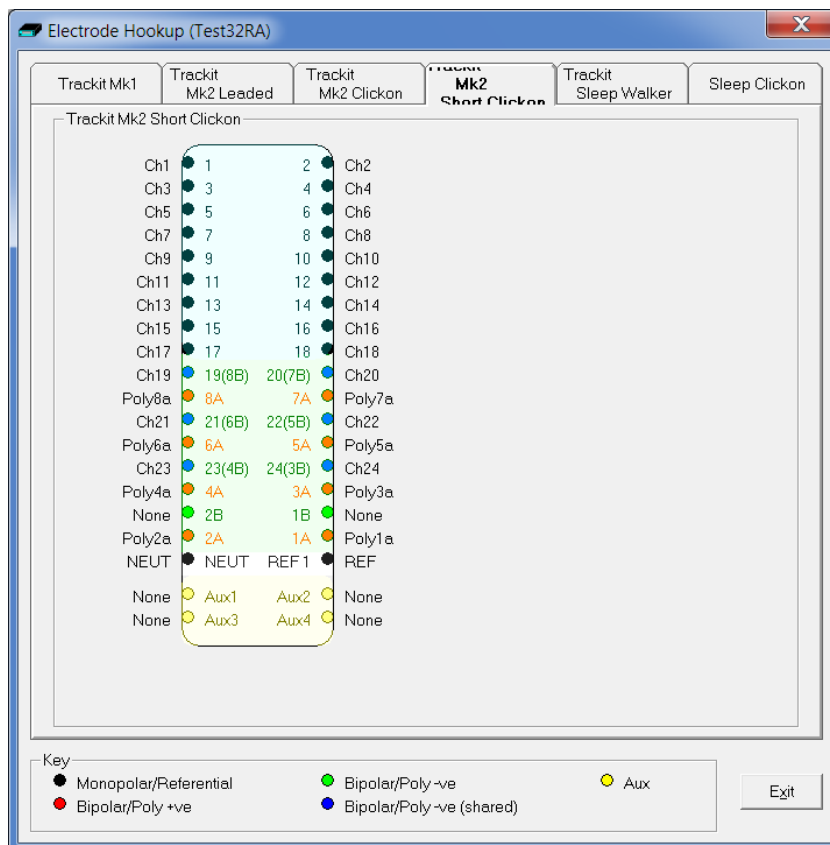 Electrode Hookup (Test32RA)
Trackit Mk1
Trackit
Mk2 Leaded
Trackit
Mk2 Clickon
Trackit
Mk2
Short Clickon
Trackit
Sleep Walker
Sleep Clickon
Trackit Mk2 Short Clickon
Ch1 1 2 Ch2
Ch3 3 4 Ch4
Ch5 5 6 Ch6
Ch7 7 8 Ch8
Ch9 9 10 Ch10
Ch11 11 12 Ch12
Ch13 13 14 Ch14
Ch15 15 16 Ch16
Ch17 17 18 Ch18
Ch19 19(8B) 20(7B) Ch20
Poly8a 8A 7A Poly7a
Ch21 21(6B) 22(5B) Ch22
Poly6a 6A 5A Poly5a
Ch23 23(4B) 24(3B) Ch24
Poly4a 4A 3A Poly3a
None 2B 1B None
Poly2a 2A 1A Poly1a
NEUT NEUT REF1 REF
None Aux1 Aux2 None
None Aux3 Aux4 None
Key
Monopolar/Referential
Bipolar/Poly -ve
Aux
Bipolar/Poly +ve
Bipolar/Poly -ve (shared)
Exit